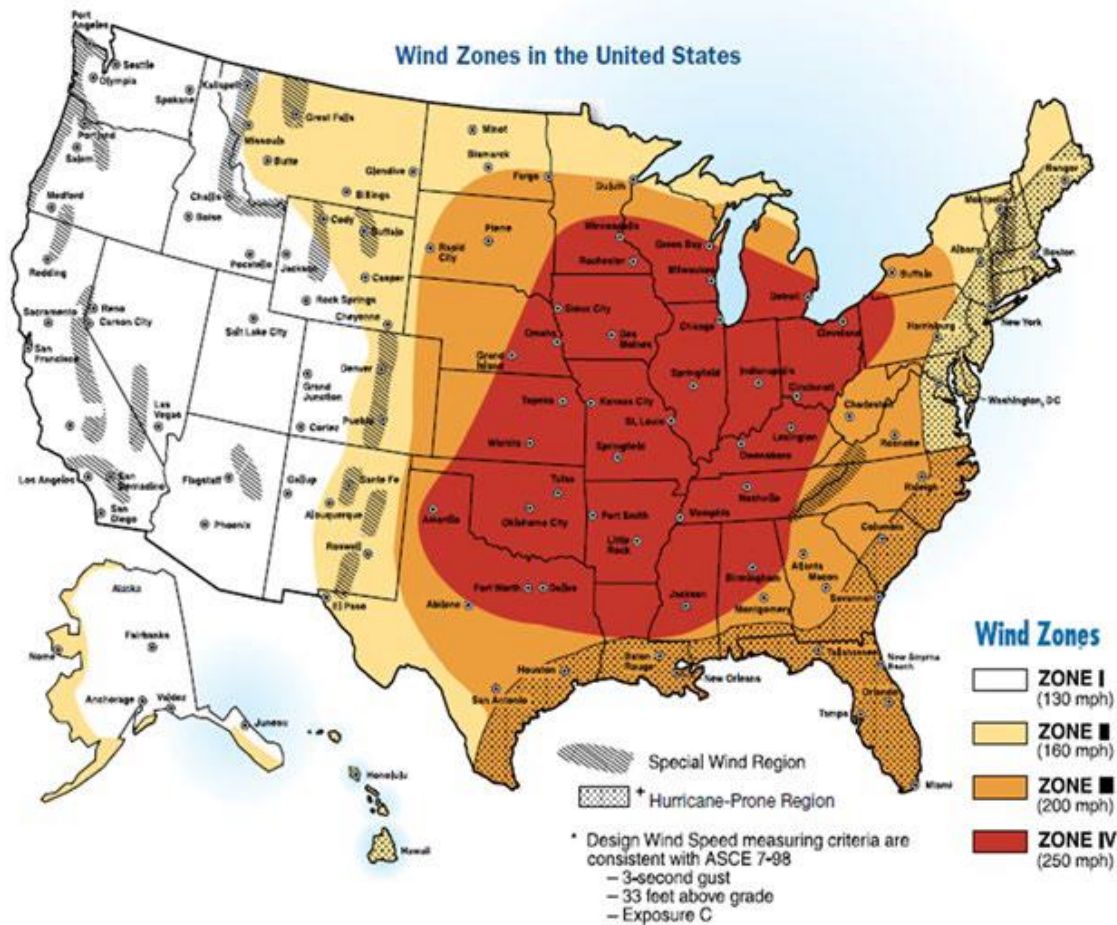 Wind Zones in the United States
Port
Angeles
Seattle
Olympia
Spokane
Kalispell
Great Falls
Missoula
Butte
Glendive
Billings
Portland
Salem
Medford
Challis
Boise
Pocatello
Jackson
Cody
Buffalo
Casper
Rock Springs
Cheyenne
Minot
Bismarck
Fargo
Duluth
Pierre
Rapid
City
Minneapolis
Rochester
Green Bay
Milwaukee
Bangor
Montpelier
Boston
Albany
Buffalo
New York
Harrisburg
Washington, DC
Redding
Sacramento
Reno
Carson City
San
Francisco
Salt Lake City
Grand
Junction
Cortez
Denver
Pueblo
Las
Vegas
Los Angeles
San
Diego
Flagstaff
Phoenix
Gallup
Albuquerque
Sante Fe
Roswell
El Paso
Sioux City
Omaha
Des
Moines
Grand
Island
Topeka
Kansas City
Wichita
Springfield
St. Louis
Chicago
Springfield
Indianapolis
Detroit
Cleveland
Cincinnati
Charleston
Lexington
Owensboro
Roanoke
Raleigh
Nashville
Memphis
Tulsa
Oklahoma City
Amarillo
Fort Smith
Little
Rock
Fort Worth
Dallas
Abilene
Jackson
Birmingham
Montgomery
Atlanta
Macon
Columbia
Savannah
Houston
San Antonio
Baton
Rouge
New Orleans
Tallahassee
New Smyrna
Beach
Orlando
Tampa
Miami
Alaska
Fairbanks
Nome
Anchorage
Valdez
Juneau
Honolulu
Hawaii
Special Wind Region
+ Hurricane-Prone Region
* Design Wind Speed measuring criteria are
consistent with ASCE 7-98
– 3-second gust
– 33 feet above grade
– Exposure C
Wind Zones
ZONE I
(130 mph)
ZONE
(160 mph)
ZONE
(200 mph)
ZONE IV
(250 mph)